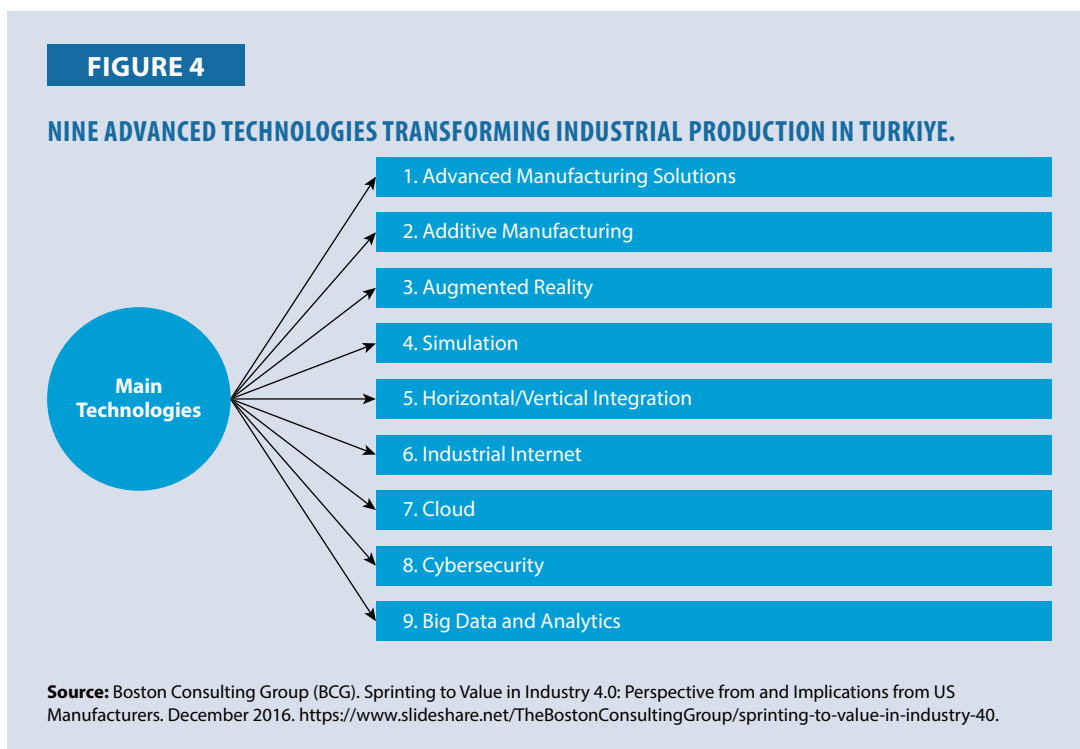 FIGURE 4
NINE ADVANCED TECHNOLOGIES TRANSFORMING INDUSTRIAL PRODUCTION IN TURKIYE.
Main
Technologies
1. Advanced Manufacturing Solutions
2. Additive Manufacturing
3. Augmented Reality
4. Simulation
5. Horizontal/Vertical Integration
6. Industrial Internet
7. Cloud
8. Cybersecurity
9. Big Data and Analytics
Source: Boston Consulting Group (BCG). Sprinting to Value in Industry 4.0: Perspective from and Implications from US
Manufacturers. December 2016. https://www.slideshare.net/TheBostonConsultingGroup/sprinting-to-value-in-industry-40.